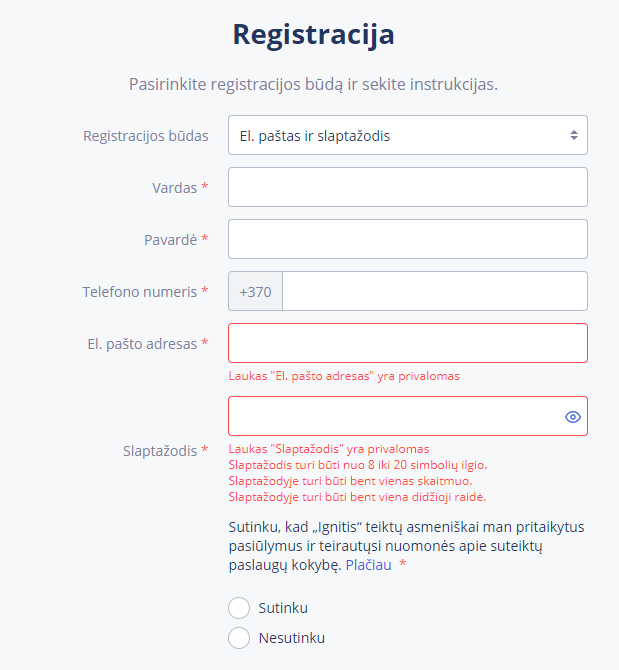 Registracija
Pasirinkite registracijos būdą ir sekite instrukcijas.
Registracijos būdas
El. paštas ir slaptažodis
Vardas *
Pavardė *
Telefono numeris *
+370
El. pašto adresas *
Laukas "El. pašto adresas" yra privalomas
Slaptažodis *
Laukas "Slaptažodis" yra privalomas
Slaptažodis turi būti nuo 8 iki 20 simbolių ilgio.
Slaptažodyje turi būti bent vienas skaitmuo.
Slaptažodyje turi būti bent viena didžioji raidė.
Sutinku, kad „Ignitis“ teiktų asmeniškai man pritaikytus
pasiūlymus ir teirautųsi nuomonės apie suteiktų
paslaugų kokybę. Plačiau *
Sutinku
Nesutinku